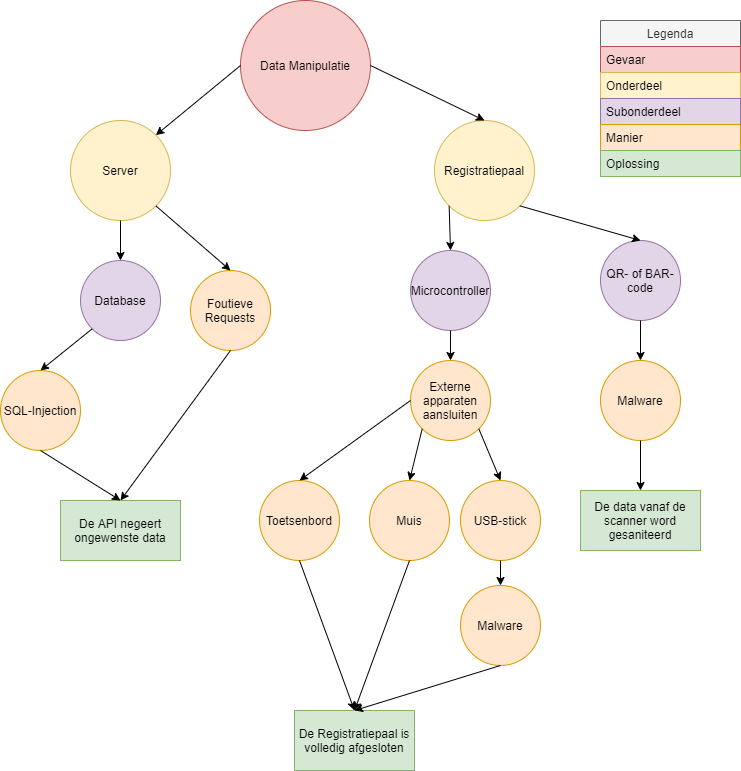 Data Manipulatie
Legenda
Gevaar
Onderdeel
Subonderdeel
Manier
Oplossing
Server
Registratiepaal
Database
Foutieve
Requests
Microcontroller
QR- of BAR-
code
SQL-Injection
Externe
apparaten
aansluiten
Malware
De API negeert
ongewenste data
Toetsenbord
Muis
USB-stick
De data vanaf de
scanner word
gesaniteerd
Malware
De Registratiepaal is
volledig afgesloten